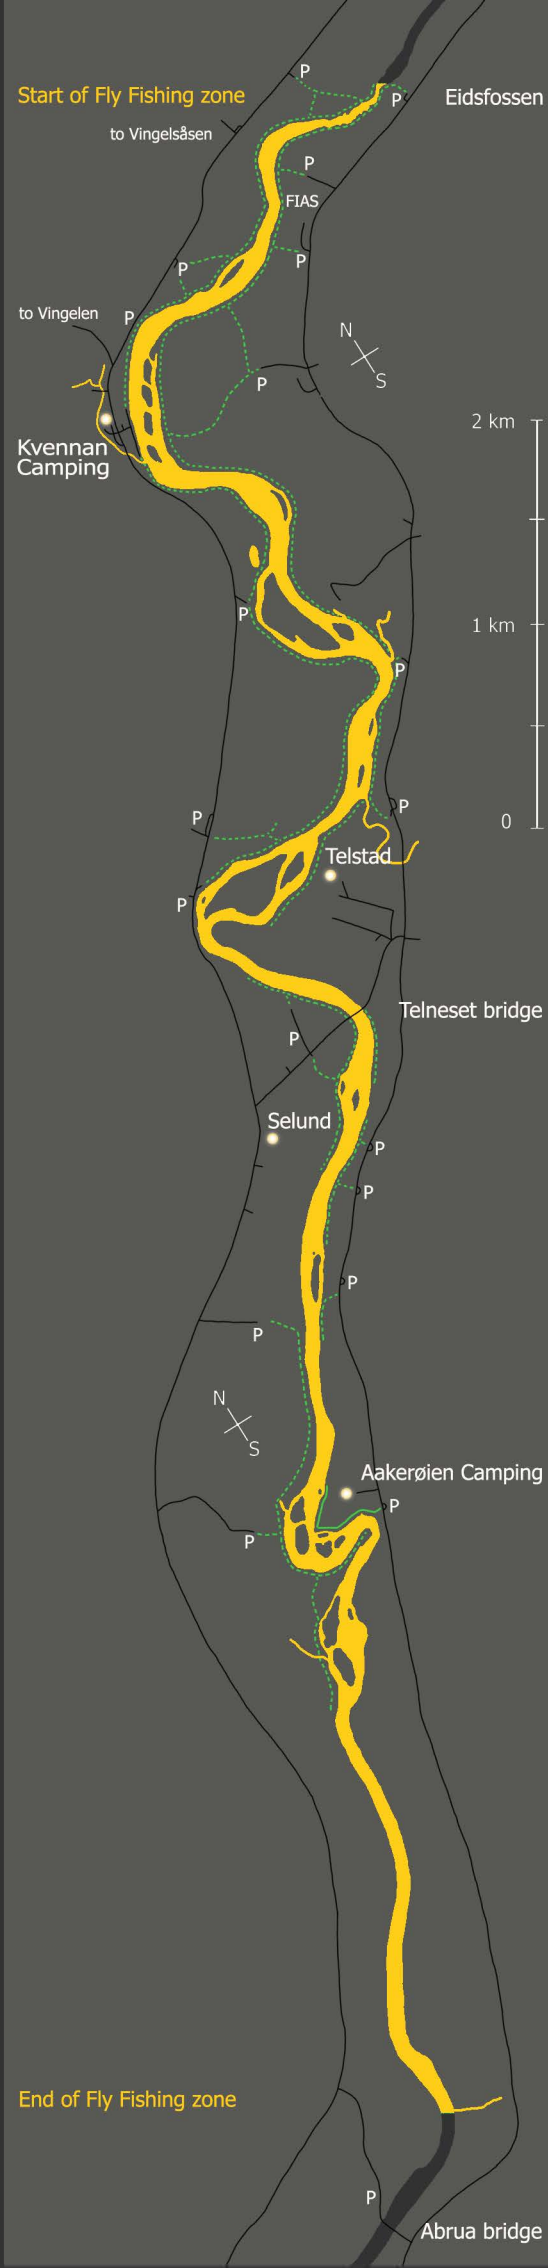 P
Start of Fly Fishing zone
P
Eidsfossen
to Vingelsåsen
P
FIAS
P
P
to Vingelen
P
N
S
P
2 km
Kvennan
Camping
P
1 km
P
P
P
0
Telstad
P
Telneset bridge
P
Selund
P
P
P
P
N
S
Aakerøien Camping
P
P
End of Fly Fishing zone
P
Abrua bridge